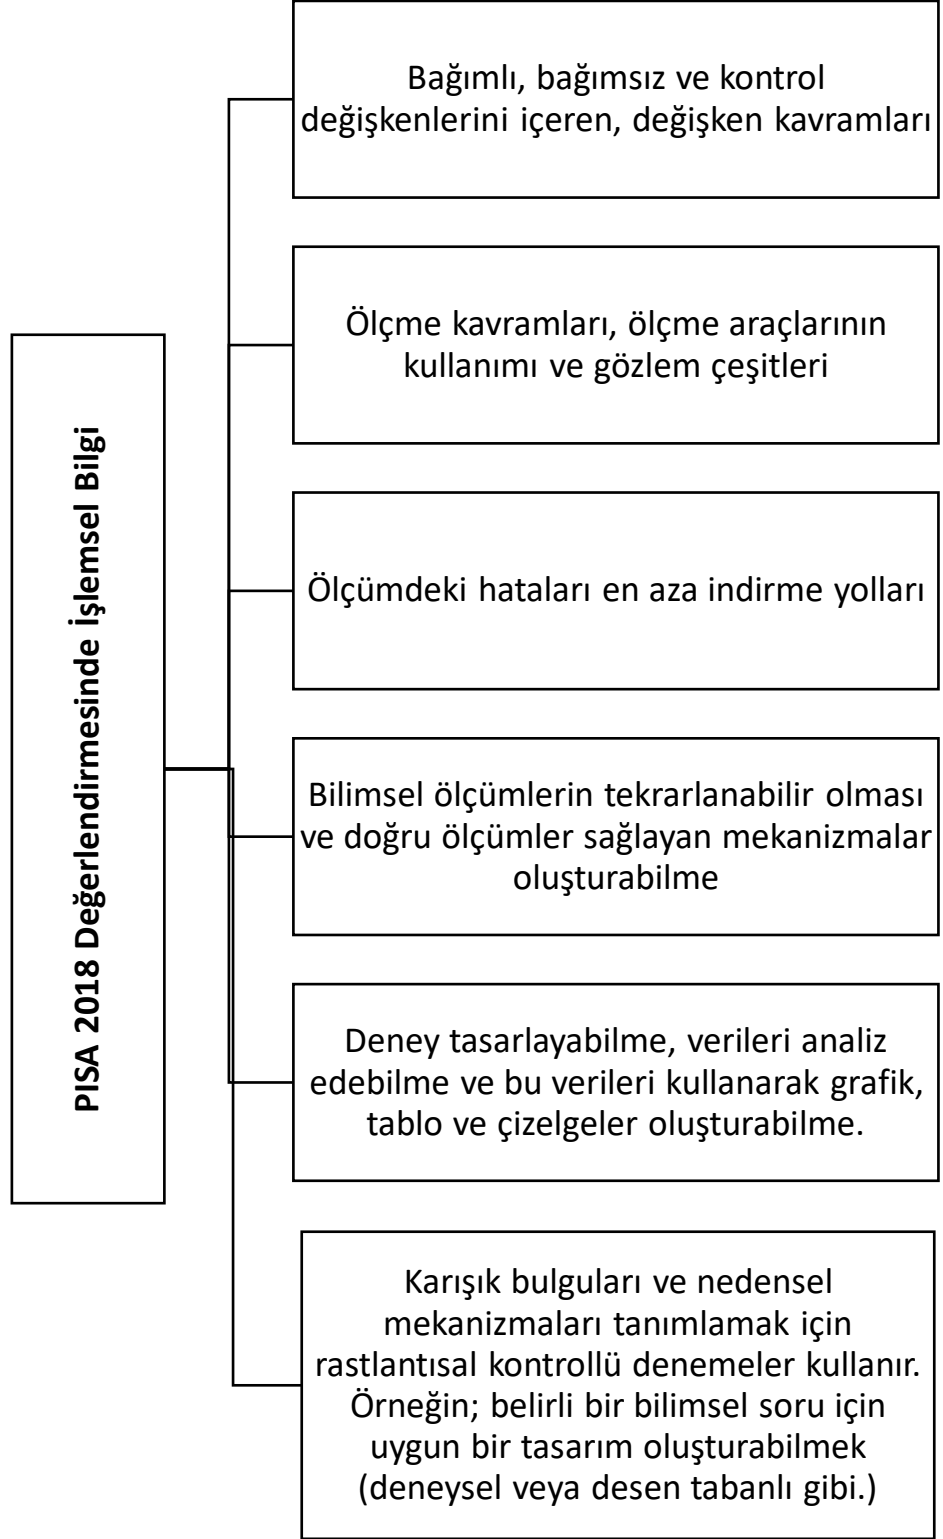 PISA 2018 Değerlendirmesinde İşlemsel Bilgi
Bağımlı, bağımsız ve kontrol
değişkenlerini içeren, değişken kavramları
Ölçme kavramları, ölçme araçlarının
kullanımı ve gözlem çeşitleri
Ölçümdeki hataları en aza indirme yolları
Bilimsel ölçümlerin tekrarlanabilir olması
ve doğru ölçümler sağlayan mekanizmalar
oluşturabilme
Deney tasarlayabilme, verileri analiz
edebilme ve bu verileri kullanarak grafik,
tablo ve çizelgeler oluşturabilme.
Karışık bulguları ve nedensel
mekanizmaları tanımlamak için
rastlantısal kontrollü denemeler kullanır.
Örneğin; belirli bir bilimsel soru için
uygun bir tasarım oluşturabilmek
(deneysel veya desen tabanlı gibi.)